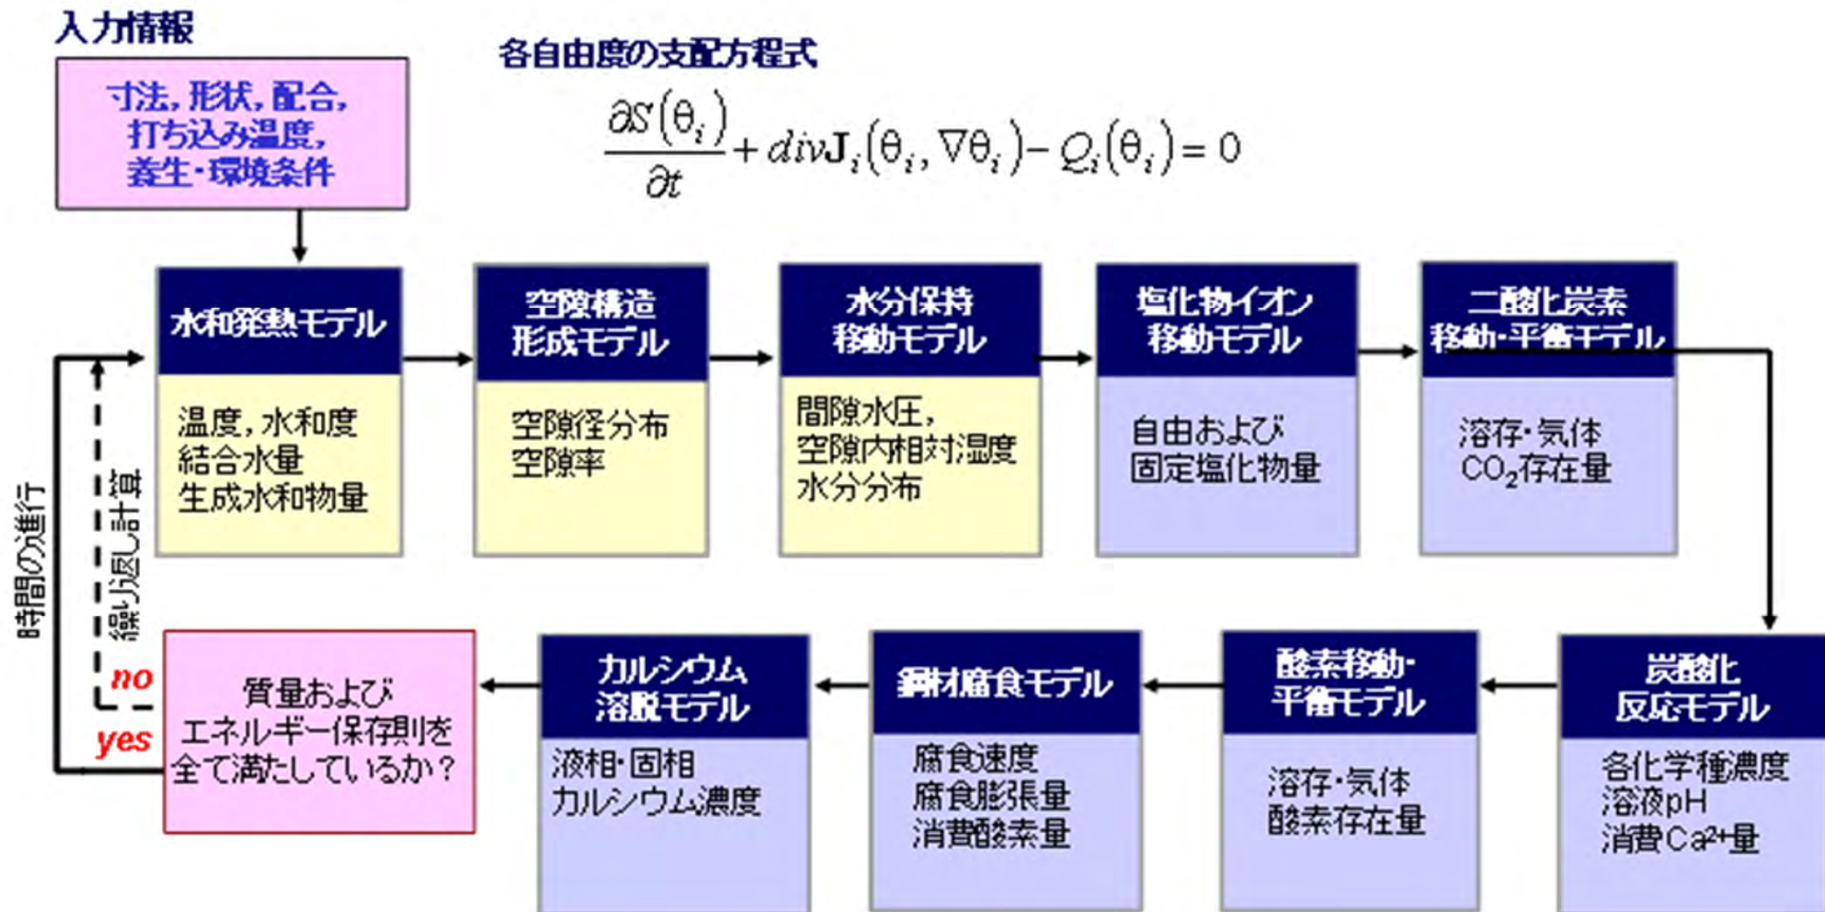 入力情報
寸法, 形状, 配合,
打ち込み温度,
養生・環境条件
各自由度の支配方程式
∂S(θi)/∂t + divJi(θi, ∇θi) − Qi(θi) = 0
水和発熱モデル
温度, 水和度
結合水量
生成水和物量
空隙構造
形成モデル
空隙径分布
空隙率
水分保持
移動モデル
間隙水圧,
空隙内相対湿度
水分分布
塩化物イオン
移動モデル
自由および
固定塩化物量
二酸化炭素
移動・平衡モデル
溶存・気体
CO₂存在量
炭酸化
反応モデル
各化学種濃度
溶液pH
消費Ca²⁺量
酸素移動・
平衡モデル
溶存・気体
酸素存在量
鋼材腐食モデル
腐食速度
腐食膨張量
消費酸素量
カルシウム
溶脱モデル
液相・固相
カルシウム濃度
質量および
エネルギー保存則を
全て満たしているか？
no
yes
繰り返し計算
時間の進行